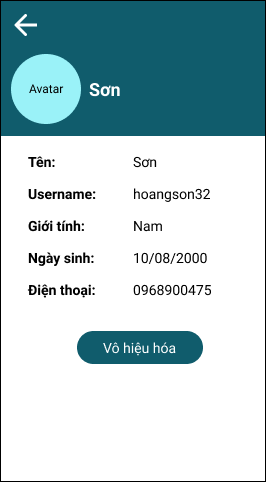 Avatar
Sơn
Tên: Sơn
Username: hoangson32
Giới tính: Nam
Ngày sinh: 10/08/2000
Điện thoại: 0968900475
Vô hiệu hóa